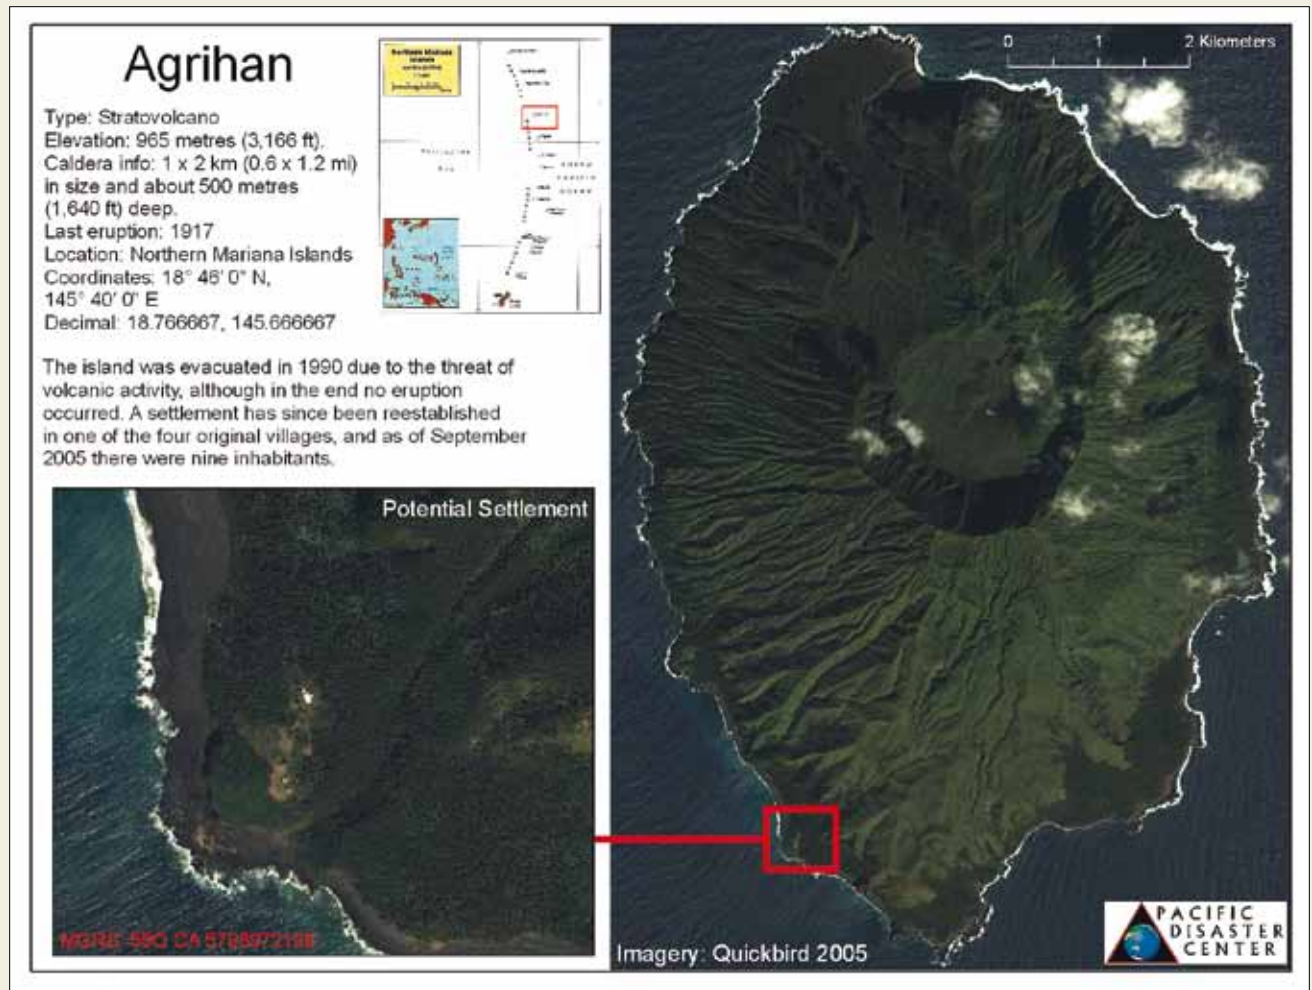 Agrihan
Type: Stratovolcano
Elevation: 965 metres (3,166 ft).
Caldera info: 1 x 2 km (0.6 x 1.2 mi)
in size and about 500 metres
(1,640 ft) deep.
Last eruption: 1917
Location: Northern Mariana Islands
Coordinates: 18° 46' 0" N,
145° 40' 0" E
Decimal: 18.766667, 145.666667
Northern Mariana
Islands
The island was evacuated in 1990 due to the threat of
volcanic activity, although in the end no eruption
occurred. A settlement has since been reestablished
in one of the four original villages, and as of September
2005 there were nine inhabitants.
Potential Settlement
0 1 2 Kilometers
Imagery: Quickbird 2005
PACIFIC
DISASTER
CENTER